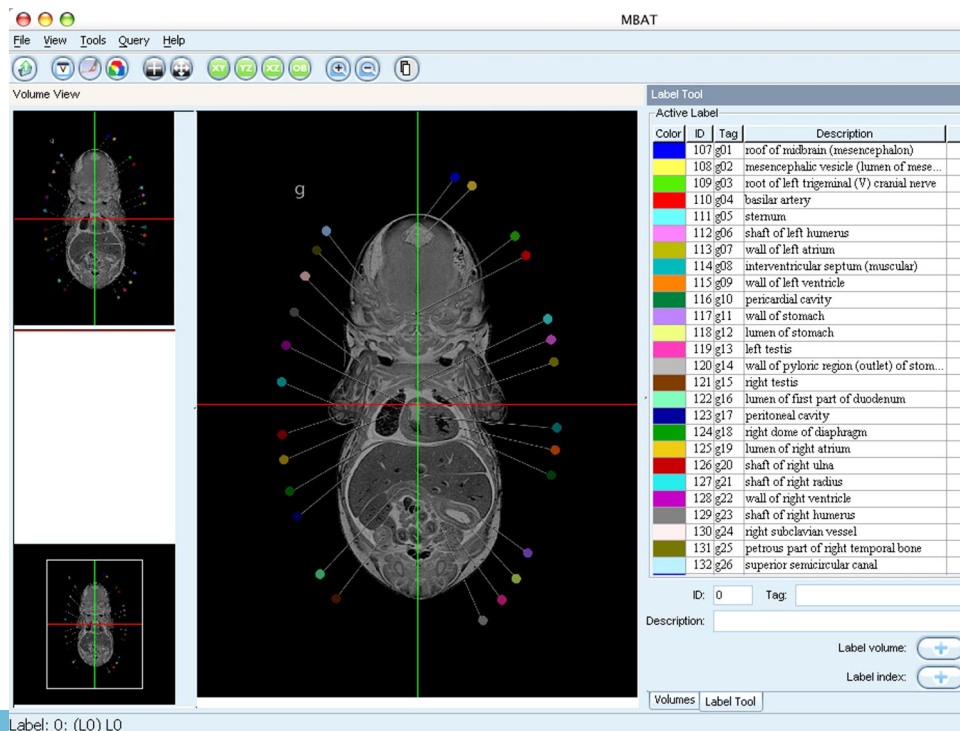 MBAT
File View Tools Query Help
XY YZ XZ OB
Volume View
Label Tool
g
Active Label
Color ID Tag Description
107 g01 roof of midbrain (mesencephalon)
108 g02 mesencephalic vesicle (lumen of mese...
109 g03 root of left trigeminal (V) cranial nerve
110 g04 basilar artery
111 g05 sternum
112 g06 shaft of left humerus
113 g07 wall of left atrium
114 g08 interventricular septum (muscular)
115 g09 wall of left ventricle
116 g10 pericardial cavity
117 g11 wall of stomach
118 g12 lumen of stomach
119 g13 left testis
120 g14 wall of pyloric region (outlet) of stom...
121 g15 right testis
122 g16 lumen of first part of duodenum
123 g17 peritoneal cavity
124 g18 right dome of diaphragm
125 g19 lumen of right atrium
126 g20 shaft of right ulna
127 g21 shaft of right radius
128 g22 wall of right ventricle
129 g23 shaft of right humerus
130 g24 right subclavian vessel
131 g25 petrous part of right temporal bone
132 g26 superior semicircular canal
ID: 0 Tag:
Description:
Label volume:
Label index:
Volumes Label Tool
Label: 0: (L0) L0